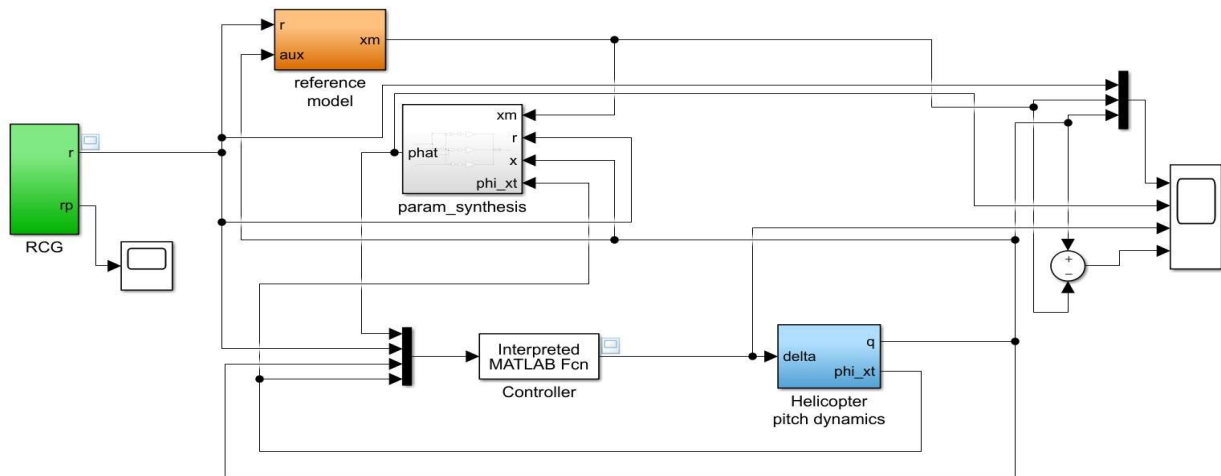 r
aux
xm
reference
model
xm
r
x
phi_xt
phat
param_synthesis
r
rp
RCG
+
−
Interpreted
MATLAB Fcn
Controller
delta
q
phi_xt
Helicopter
pitch dynamics